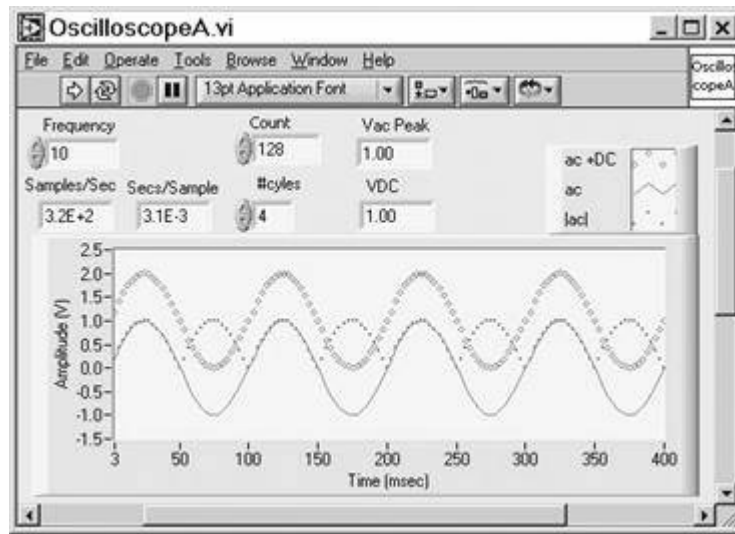 OscilloscopeA.vi
File Edit Operate Tools Browse Window Help
Oscillos
copeA
13pt Application Font
Frequency
10
Count
128
Vac Peak
1.00
Samples/Sec
3.2E+2
Secs/Sample
3.1E-3
#cyles
4
VDC
1.00
ac +DC
ac
|ac|
2.5
2.0
1.5
1.0
0.5
0.0
-0.5
-1.0
-1.5
Amplitude (V)
3 50 100 150 200 250 300 350 400
Time (msec)